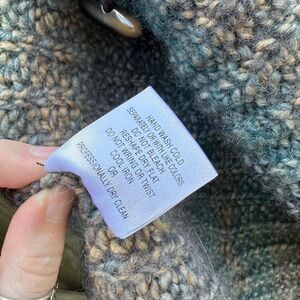 HAND WASH COLD
SEPARATELY OR WITH LIKE COLORS
DO NOT BLEACH
RESHAPE DRY FLAT
DO NOT WRING OR TWIST
COOL IRON
OR
PROFESSIONALLY DRY CLEAN